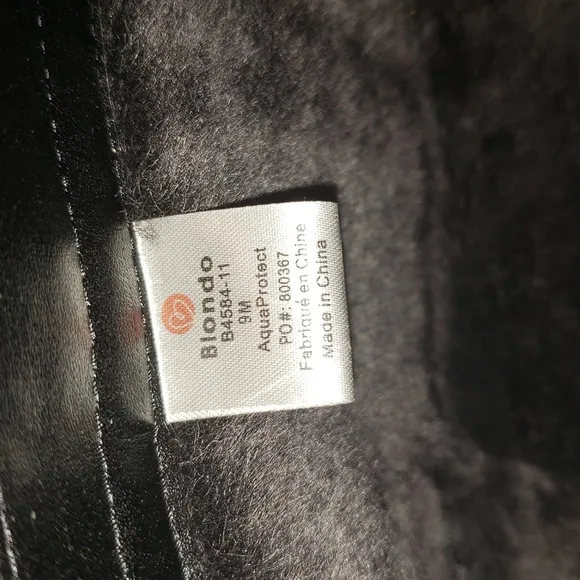 Blondo
B4584-11
9M
AquaProtect
PO#: 800367
Fabriqué en Chine
Made in China